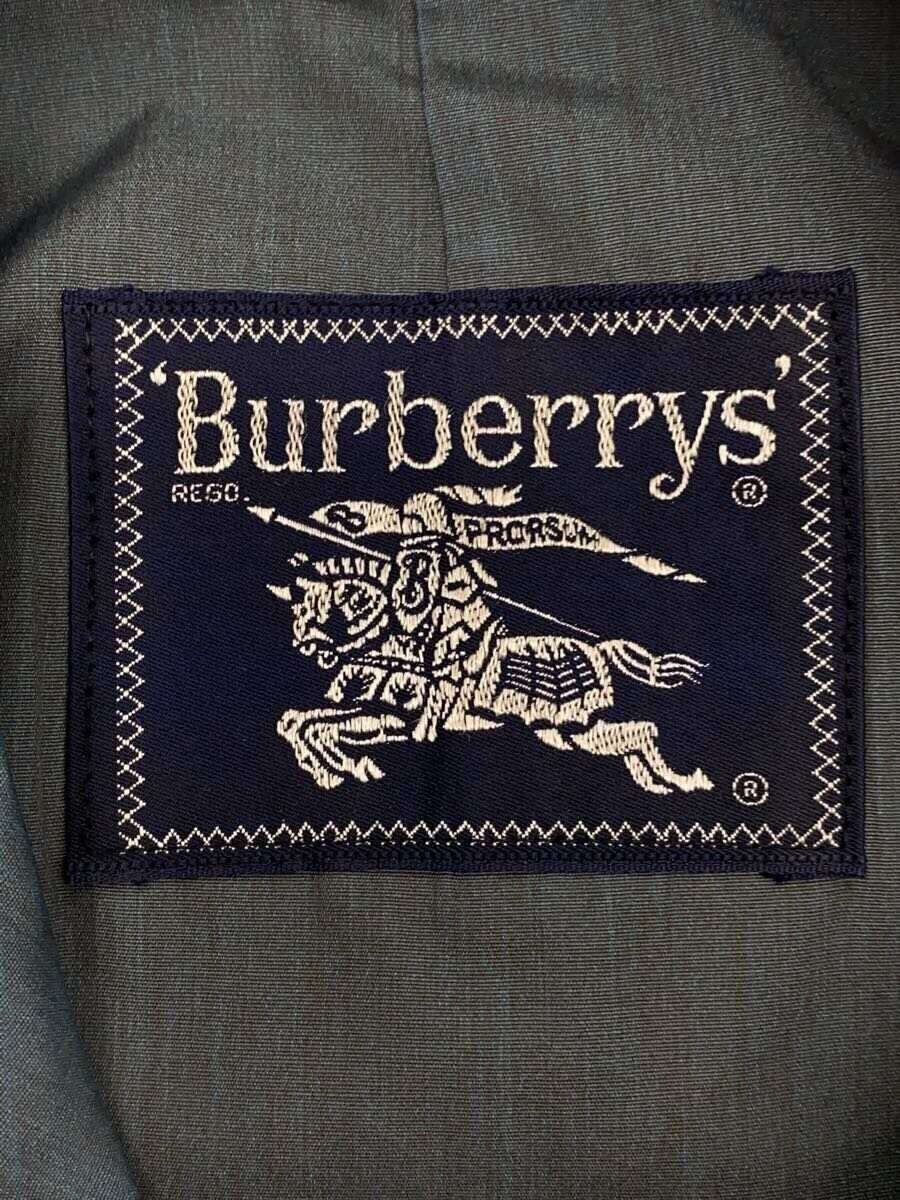 'Burberrys'
REGD. ®
B PRORSUM
B
®